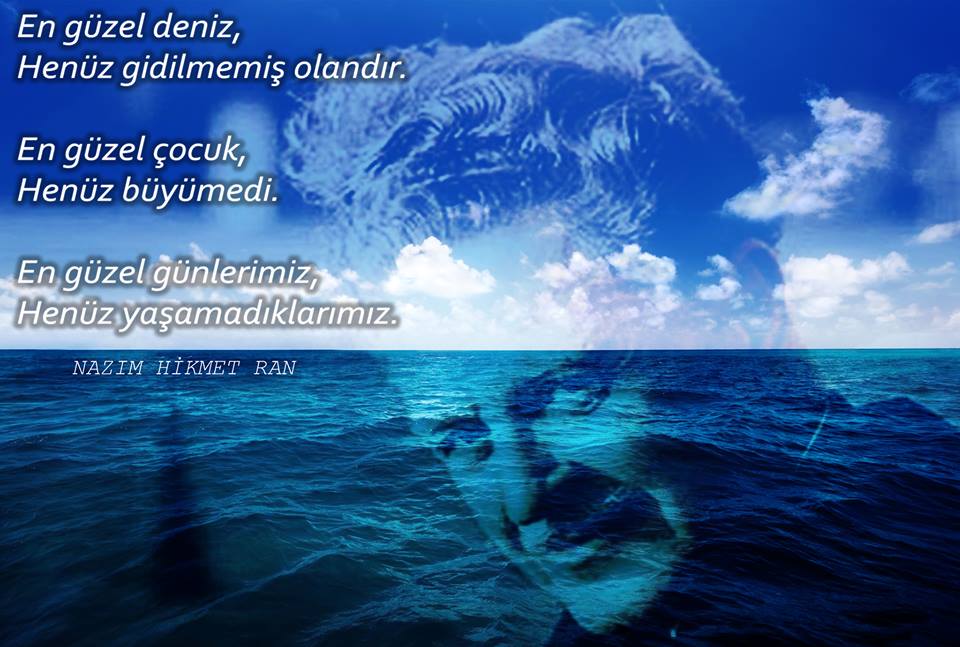 En güzel deniz,
Henüz gidilmemiş olandır.
En güzel çocuk,
Henüz büyümedi.
En güzel günlerimiz,
Henüz yaşamadıklarımız.
NAZIM HİKMET RAN